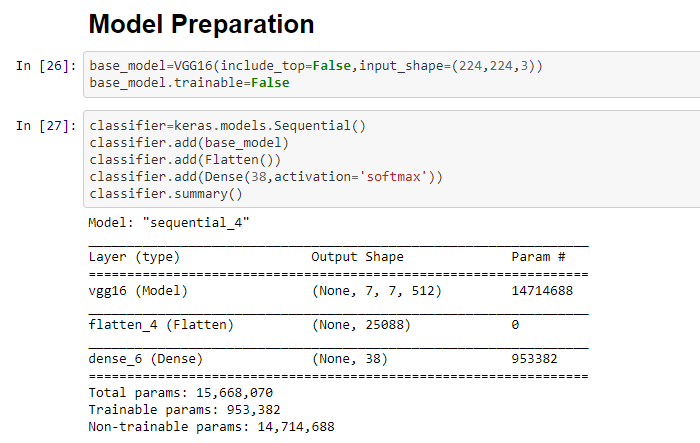 Model Preparation
In [26]: base_model=VGG16(include_top=False,input_shape=(224,224,3))
base_model.trainable=False
In [27]: classifier=keras.models.Sequential()
classifier.add(base_model)
classifier.add(Flatten())
classifier.add(Dense(38,activation='softmax'))
classifier.summary()
Model: "sequential_4"
Layer (type) Output Shape Param #
vgg16 (Model) (None, 7, 7, 512) 14714688
flatten_4 (Flatten) (None, 25088) 0
dense_6 (Dense) (None, 38) 953382
Total params: 15,668,070
Trainable params: 953,382
Non-trainable params: 14,714,688